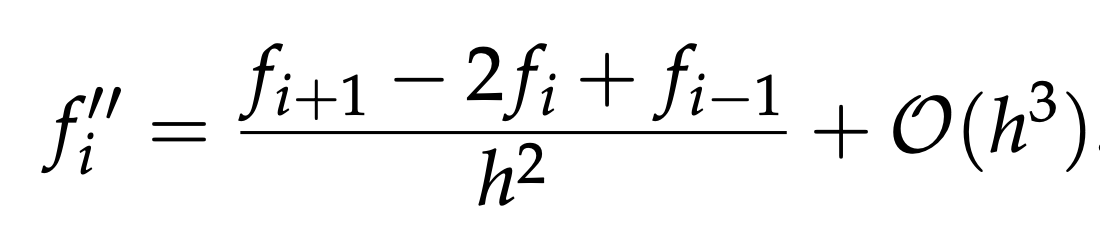 f_i'' = \frac{f_{i+1} - 2f_i + f_{i-1}}{h^2} + \mathcal{O}(h^3).